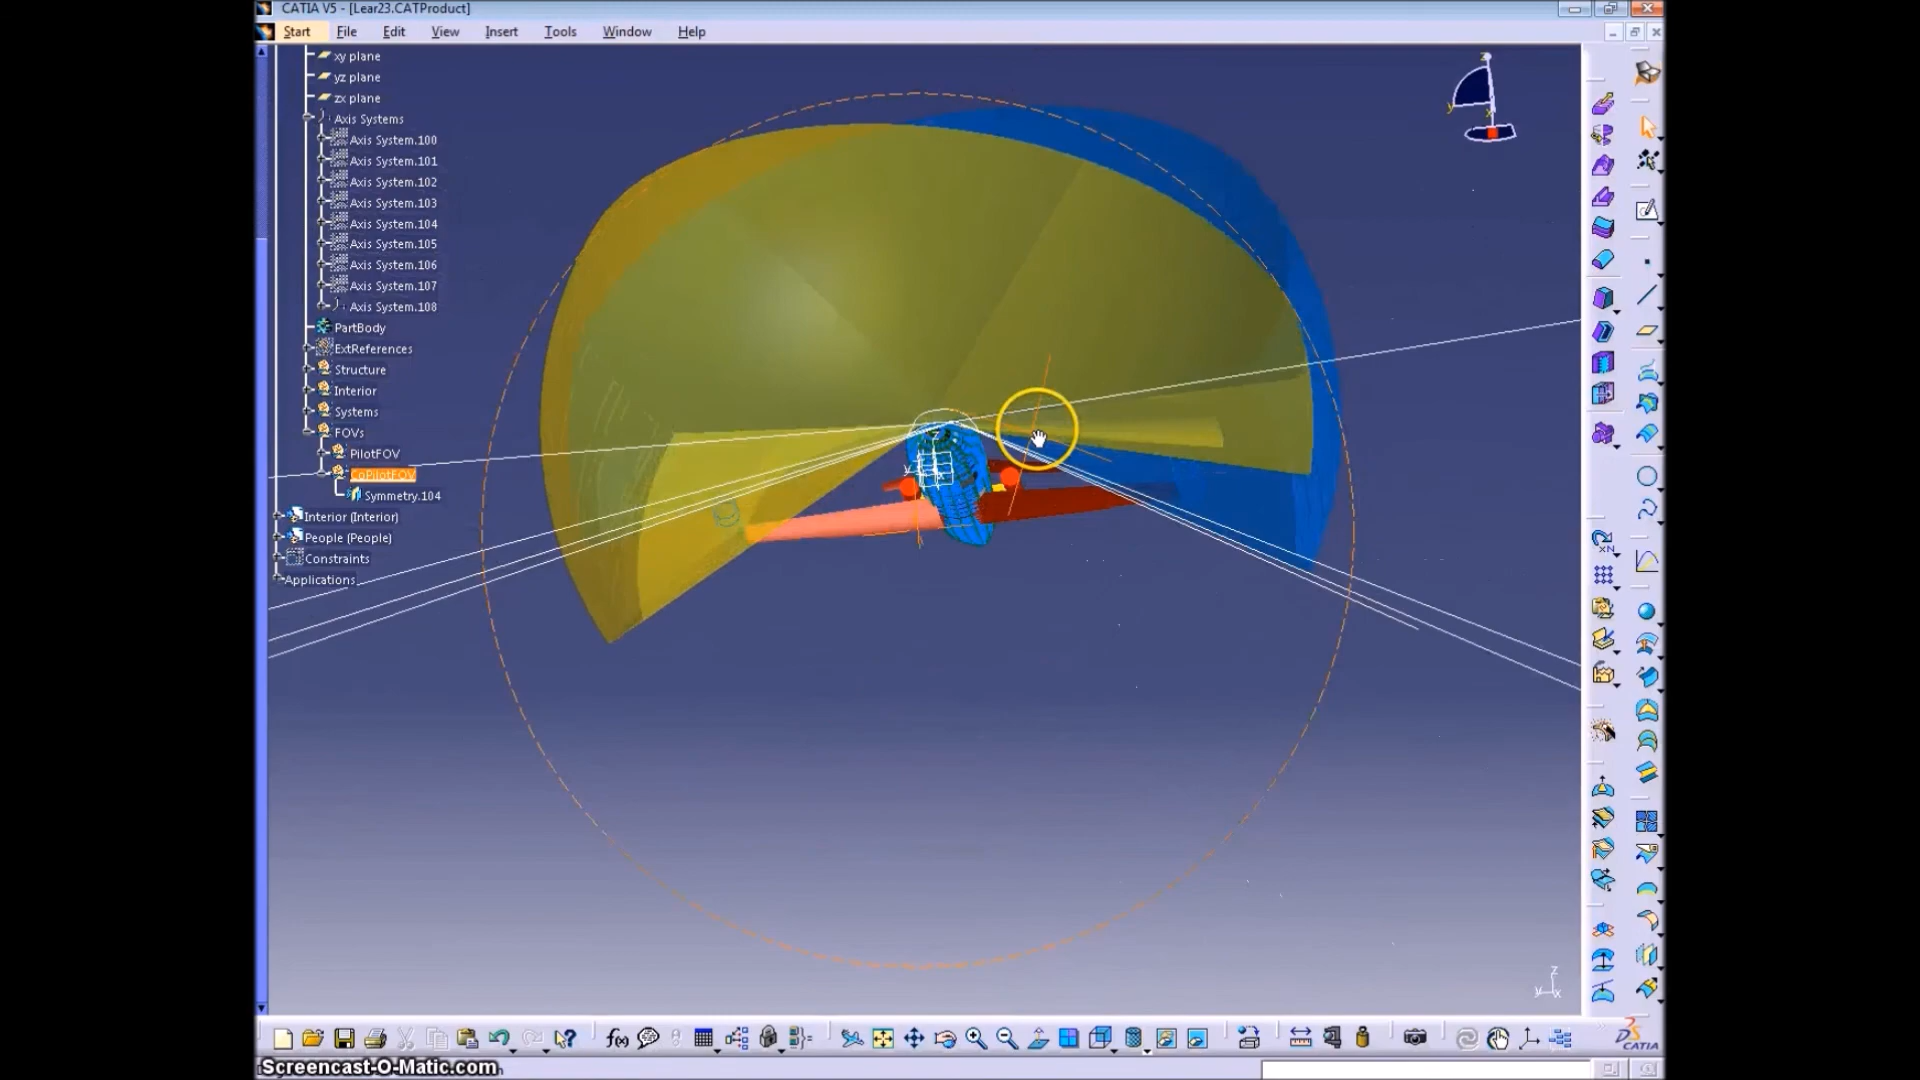 CATIA V5 - [Lear23.CATProduct]
Start File Edit View Insert Tools Window Help
xy plane
yz plane
zx plane
Axis Systems
Axis System.100
Axis System.101
Axis System.102
Axis System.103
Axis System.104
Axis System.105
Axis System.106
Axis System.107
Axis System.108
PartBody
ExtReferences
Structure
Interior
Systems
FOVs
PilotFOV
CoPilotFOV
Symmetry.104
Interior (Interior)
People (People)
Constraints
Applications
z
y
x
y
x
z
y
x
f(x)
CATIA
Screencast-O-Matic.com